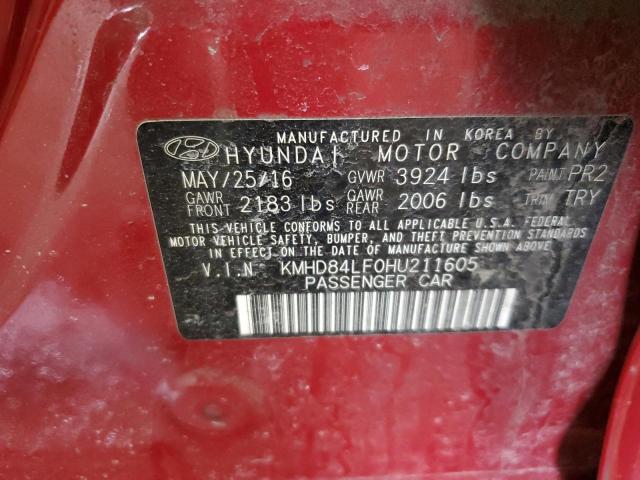 MANUFACTURED IN KOREA BY
HYUNDAI MOTOR COMPANY
MAY/25/16 GVWR 3924 lbs PAINT PR2
GAWR FRONT 2183 lbs GAWR REAR 2006 lbs TRIM TRY
THIS VEHICLE CONFORMS TO ALL APPLICABLE U.S.A. FEDERAL
MOTOR VEHICLE SAFETY, BUMPER, AND THEFT PREVENTION STANDARDS
IN EFFECT ON THE DATE OF MANUFACTURE SHOWN ABOVE.
V.I.N KMHD84LF0HU211605
PASSENGER CAR